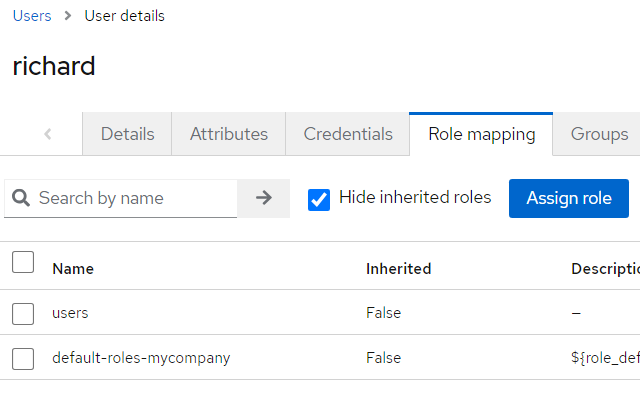 Users > User details
richard
Details Attributes Credentials Role mapping Groups
Search by name Hide inherited roles Assign role
Name Inherited Descriptio
users False –
default-roles-mycompany False ${role_def